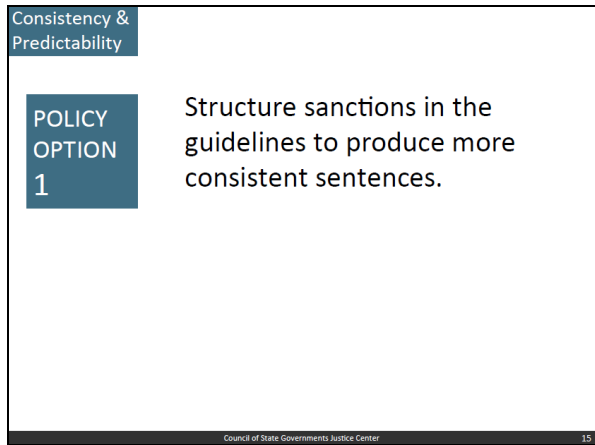 Consistency &
Predictability
POLICY
OPTION
1
Structure sanctions in the
guidelines to produce more
consistent sentences.
Council of State Governments Justice Center
15